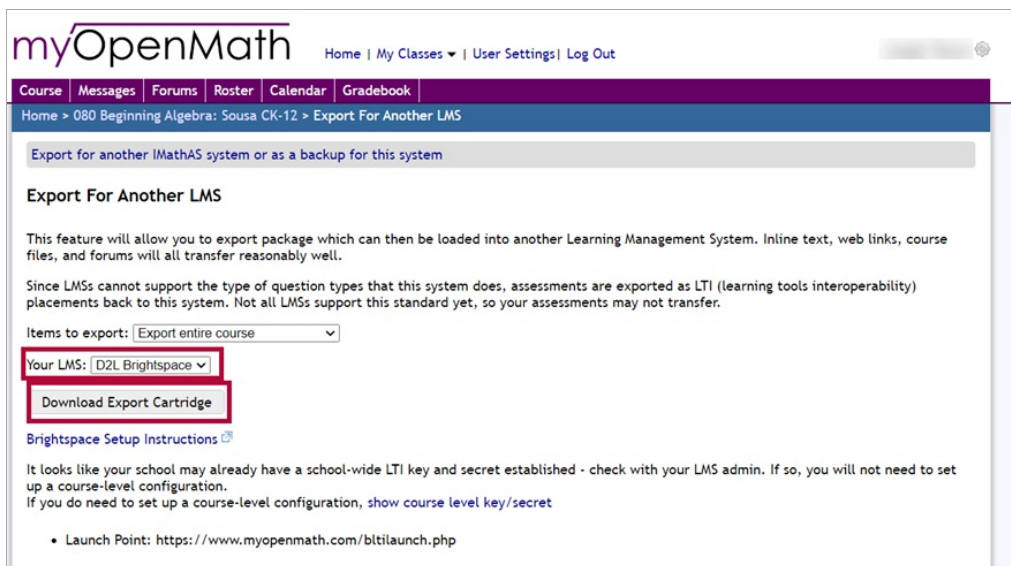 myOpenMath
Home | My Classes ▾ | User Settings| Log Out
Course Messages Forums Roster Calendar Gradebook
Home > 080 Beginning Algebra: Sousa CK-12 > Export For Another LMS
Export for another IMathAS system or as a backup for this system
Export For Another LMS
This feature will allow you to export package which can then be loaded into another Learning Management System. Inline text, web links, course
files, and forums will all transfer reasonably well.
Since LMSs cannot support the type of question types that this system does, assessments are exported as LTI (learning tools interoperability)
placements back to this system. Not all LMSs support this standard yet, so your assessments may not transfer.
Items to export: Export entire course
Your LMS: D2L Brightspace
Download Export Cartridge
Brightspace Setup Instructions
It looks like your school may already have a school-wide LTI key and secret established - check with your LMS admin. If so, you will not need to set
up a course-level configuration.
If you do need to set up a course-level configuration, show course level key/secret
• Launch Point: https://www.myopenmath.com/bltilaunch.php